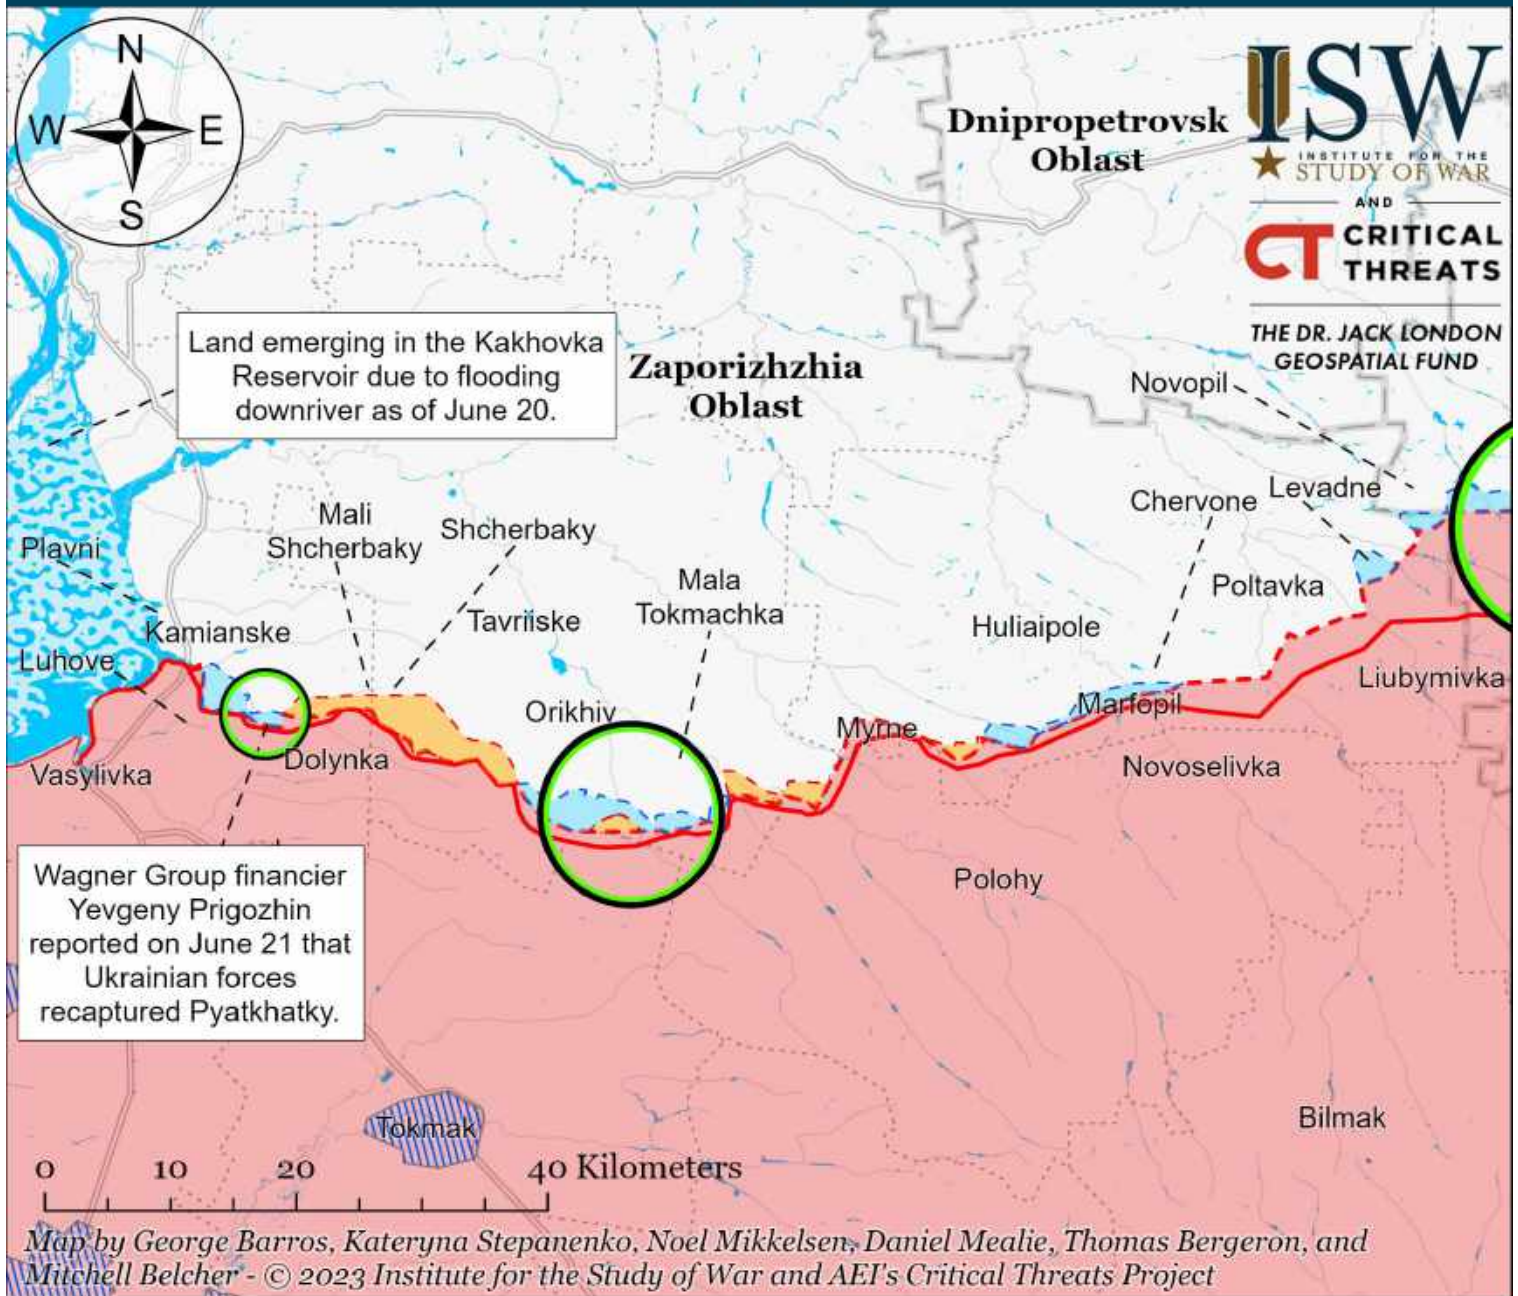 N
W
E
S
Dnipropetrovsk
Oblast
ISW
INSTITUTE FOR THE
STUDY OF WAR
AND
CT CRITICAL
THREATS
THE DR. JACK LONDON
GEOSPATIAL FUND
Land emerging in the Kakhovka
Reservoir due to flooding
downriver as of June 20.
Zaporizhzhia
Oblast
Novopil
Levadne
Chervone
Mali
Shcherbaky
Shcherbaky
Plavni
Mala
Tokmachka
Poltavka
Tavriiske
Huliaipole
Kamianske
Luhove
Liubymivka
Marfopil
Orikhiv
Myrne
Dolynka
Vasylivka
Novoselivka
Polohy
Wagner Group financier
Yevgeny Prigozhin
reported on June 21 that
Ukrainian forces
recaptured Pyatkhatky.
Tokmak
Bilmak
0 10 20 40 Kilometers
Map by George Barros, Kateryna Stepanenko, Noel Mikkelsen, Daniel Mealie, Thomas Bergeron, and
Mitchell Belcher - © 2023 Institute for the Study of War and AEI's Critical Threats Project